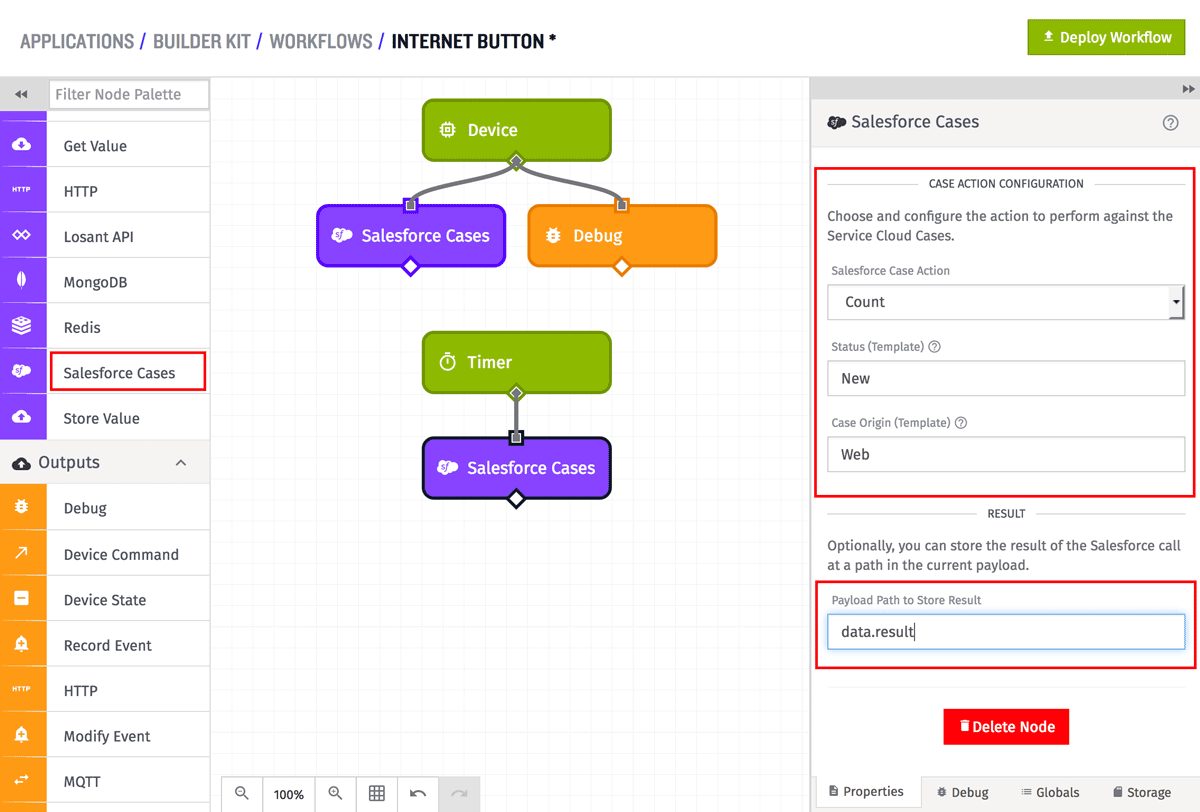 APPLICATIONS / BUILDER KIT / WORKFLOWS / INTERNET BUTTON *
Deploy Workflow
Filter Node Palette
Get Value
HTTP
HTTP
Losant API
MongoDB
Redis
sf
Salesforce Cases
Store Value
Outputs
Debug
Device Command
Device State
Record Event
HTTP
HTTP
Modify Event
MQTT
Device
sf
Salesforce Cases
Debug
Timer
sf
Salesforce Cases
100%
sf
Salesforce Cases
?
CASE ACTION CONFIGURATION
Choose and configure the action to perform against the
Service Cloud Cases.
Salesforce Case Action
Count
Status (Template) ?
New
Case Origin (Template) ?
Web
RESULT
Optionally, you can store the result of the Salesforce call
at a path in the current payload.
Payload Path to Store Result
data.result
Delete Node
Properties
Debug
Globals
Storage